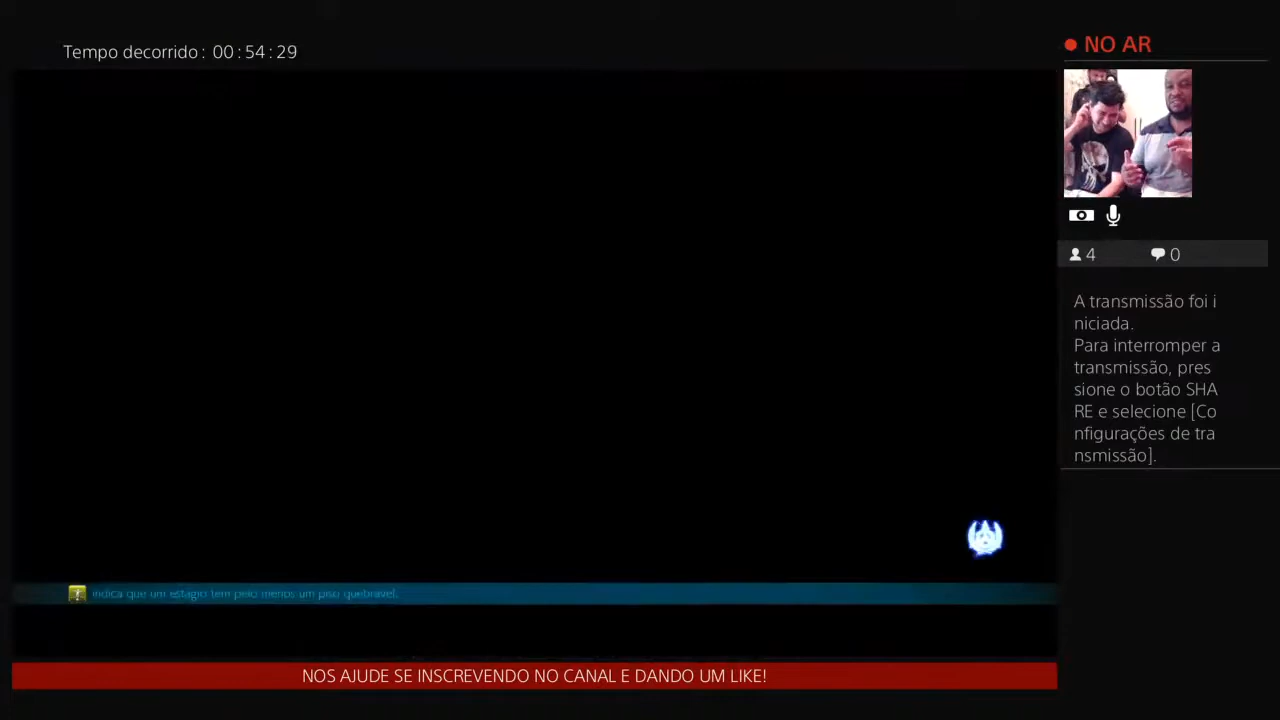 Tempo decorrido: 00:54:29
NO AR
4
0
A transmissão foi i
niciada.
Para interromper a
transmissão, pres
sione o botão SHA
RE e selecione [Co
nfigurações de tra
nsmissão].
indica que um estágio tem pelo menos um piso quebrável.
NOS AJUDE SE INSCREVENDO NO CANAL E DANDO UM LIKE!